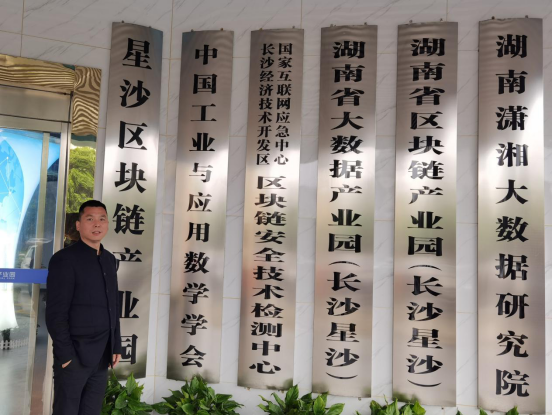 星沙区块链产业园
中国工业与应用数学学会
国家互联网应急中心
长沙经济技术开发区
区块链安全技术检测中心
湖南省大数据产业园(长沙星沙)
湖南省区块链产业园(长沙星沙)
湖南潇湘大数据研究院